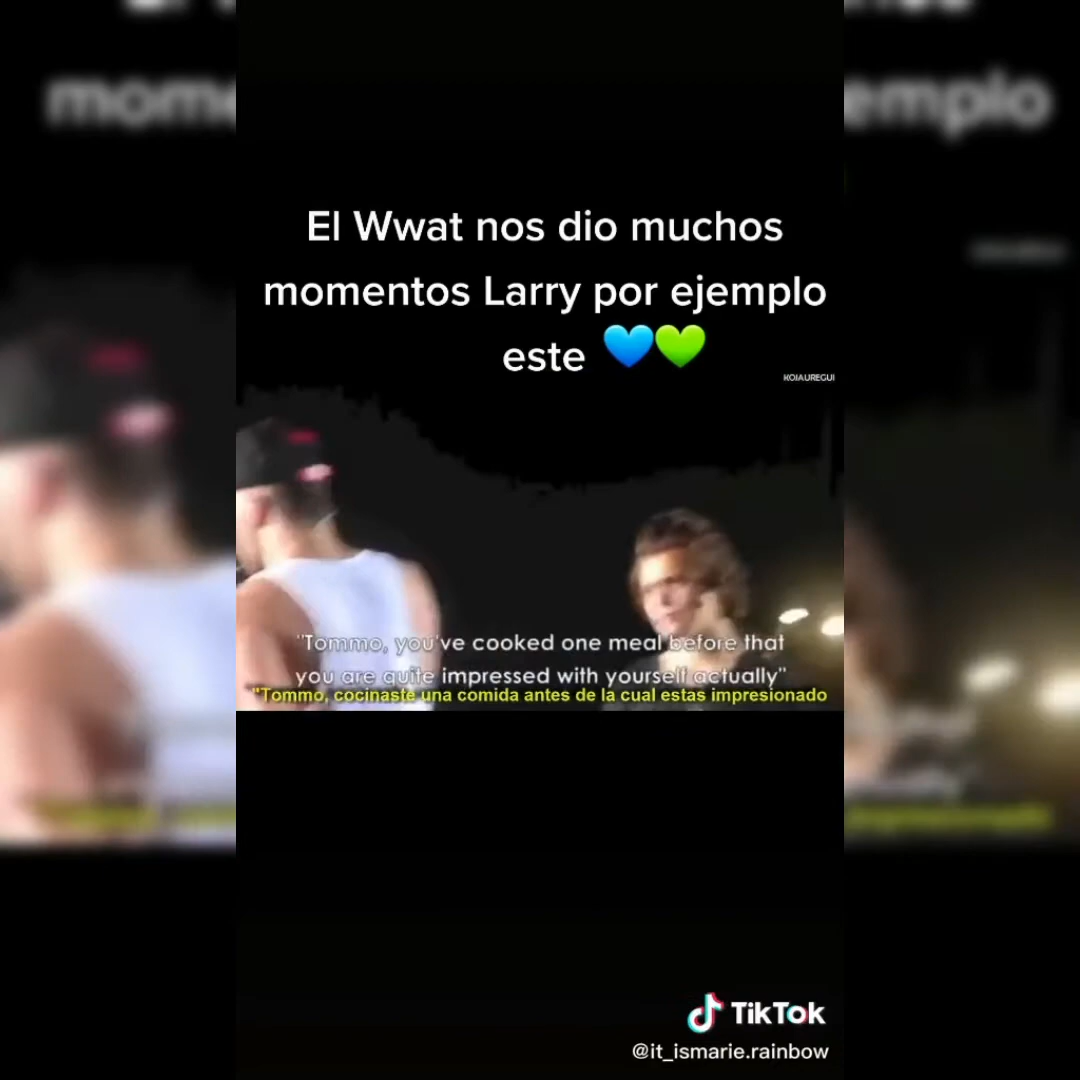 El Wwat nos dio muchos
momentos Larry por ejemplo
este 💙💚
KOIAUREGUI
"Tommo, you've cooked one meal before that
you are quite impressed with yourself actually"
"Tommo, cocinaste una comida antes de la cual estas impresionado
TikTok
@it_ismarie.rainbow